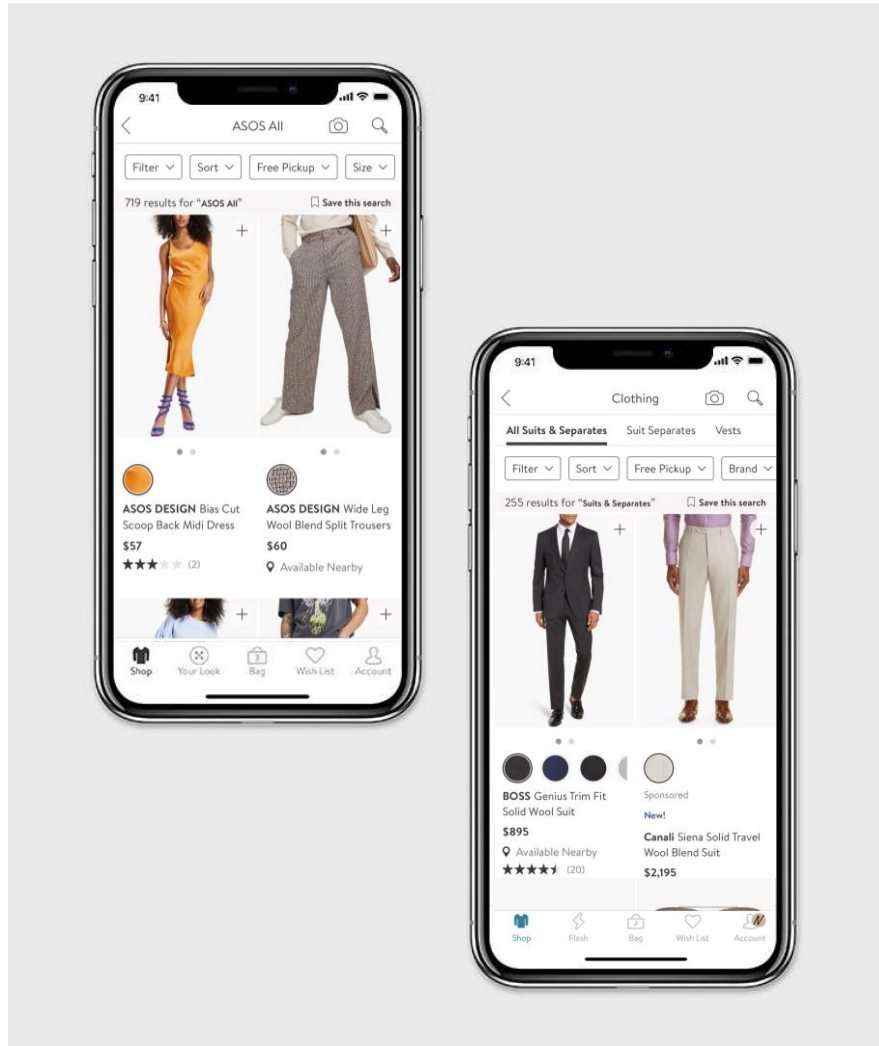 9:41
ASOS All
Filter Sort Free Pickup Size
719 results for “ASOS All” Save this search
ASOS DESIGN Bias Cut
Scoop Back Midi Dress
$57
(2)
ASOS DESIGN Wide Leg
Wool Blend Split Trousers
$60
Available Nearby
3
Shop Your Look Bag Wish List Account
9:41
Clothing
All Suits & Separates Suit Separates Vests
Filter Sort Free Pickup Brand
255 results for “Suits & Separates” Save this search
BOSS Genius Trim Fit
Solid Wool Suit
$895
Available Nearby
(20)
Sponsored
New!
Canali Siena Solid Travel
Wool Blend Suit
$2,195
2
N
Shop Flash Bag Wish List Account